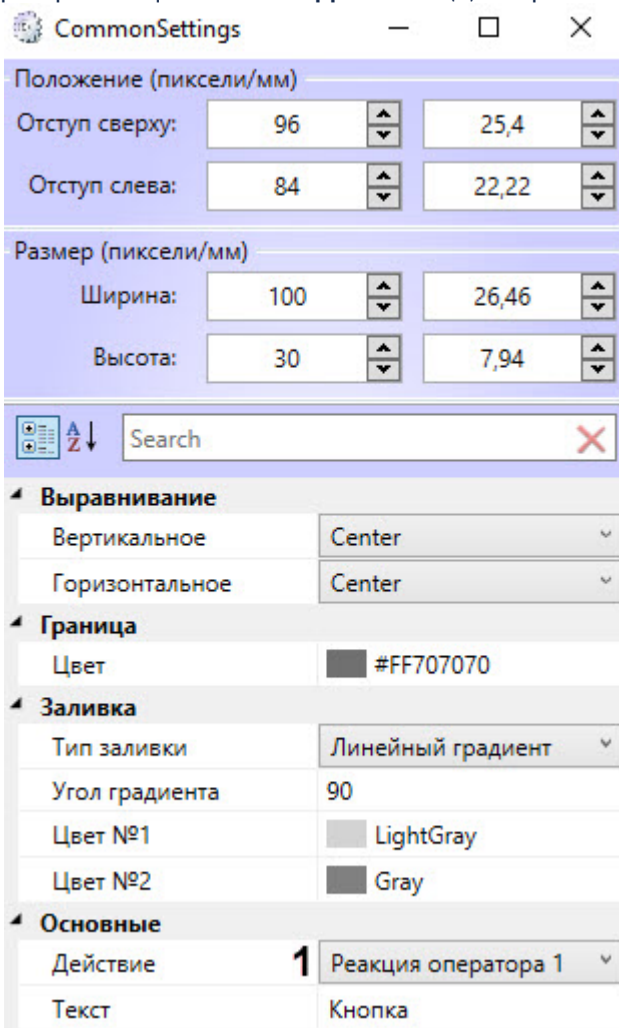 CommonSettings
Положение (пиксели/мм)
Отступ сверху: 96 25,4
Отступ слева: 84 22,22
Размер (пиксели/мм)
Ширина: 100 26,46
Высота: 30 7,94
A Z Search
Выравнивание
Вертикальное Center
Горизонтальное Center
Граница
Цвет #FF707070
Заливка
Тип заливки Линейный градиент
Угол градиента 90
Цвет №1 LightGray
Цвет №2 Gray
Основные
Действие 1 Реакция оператора 1
Текст Кнопка